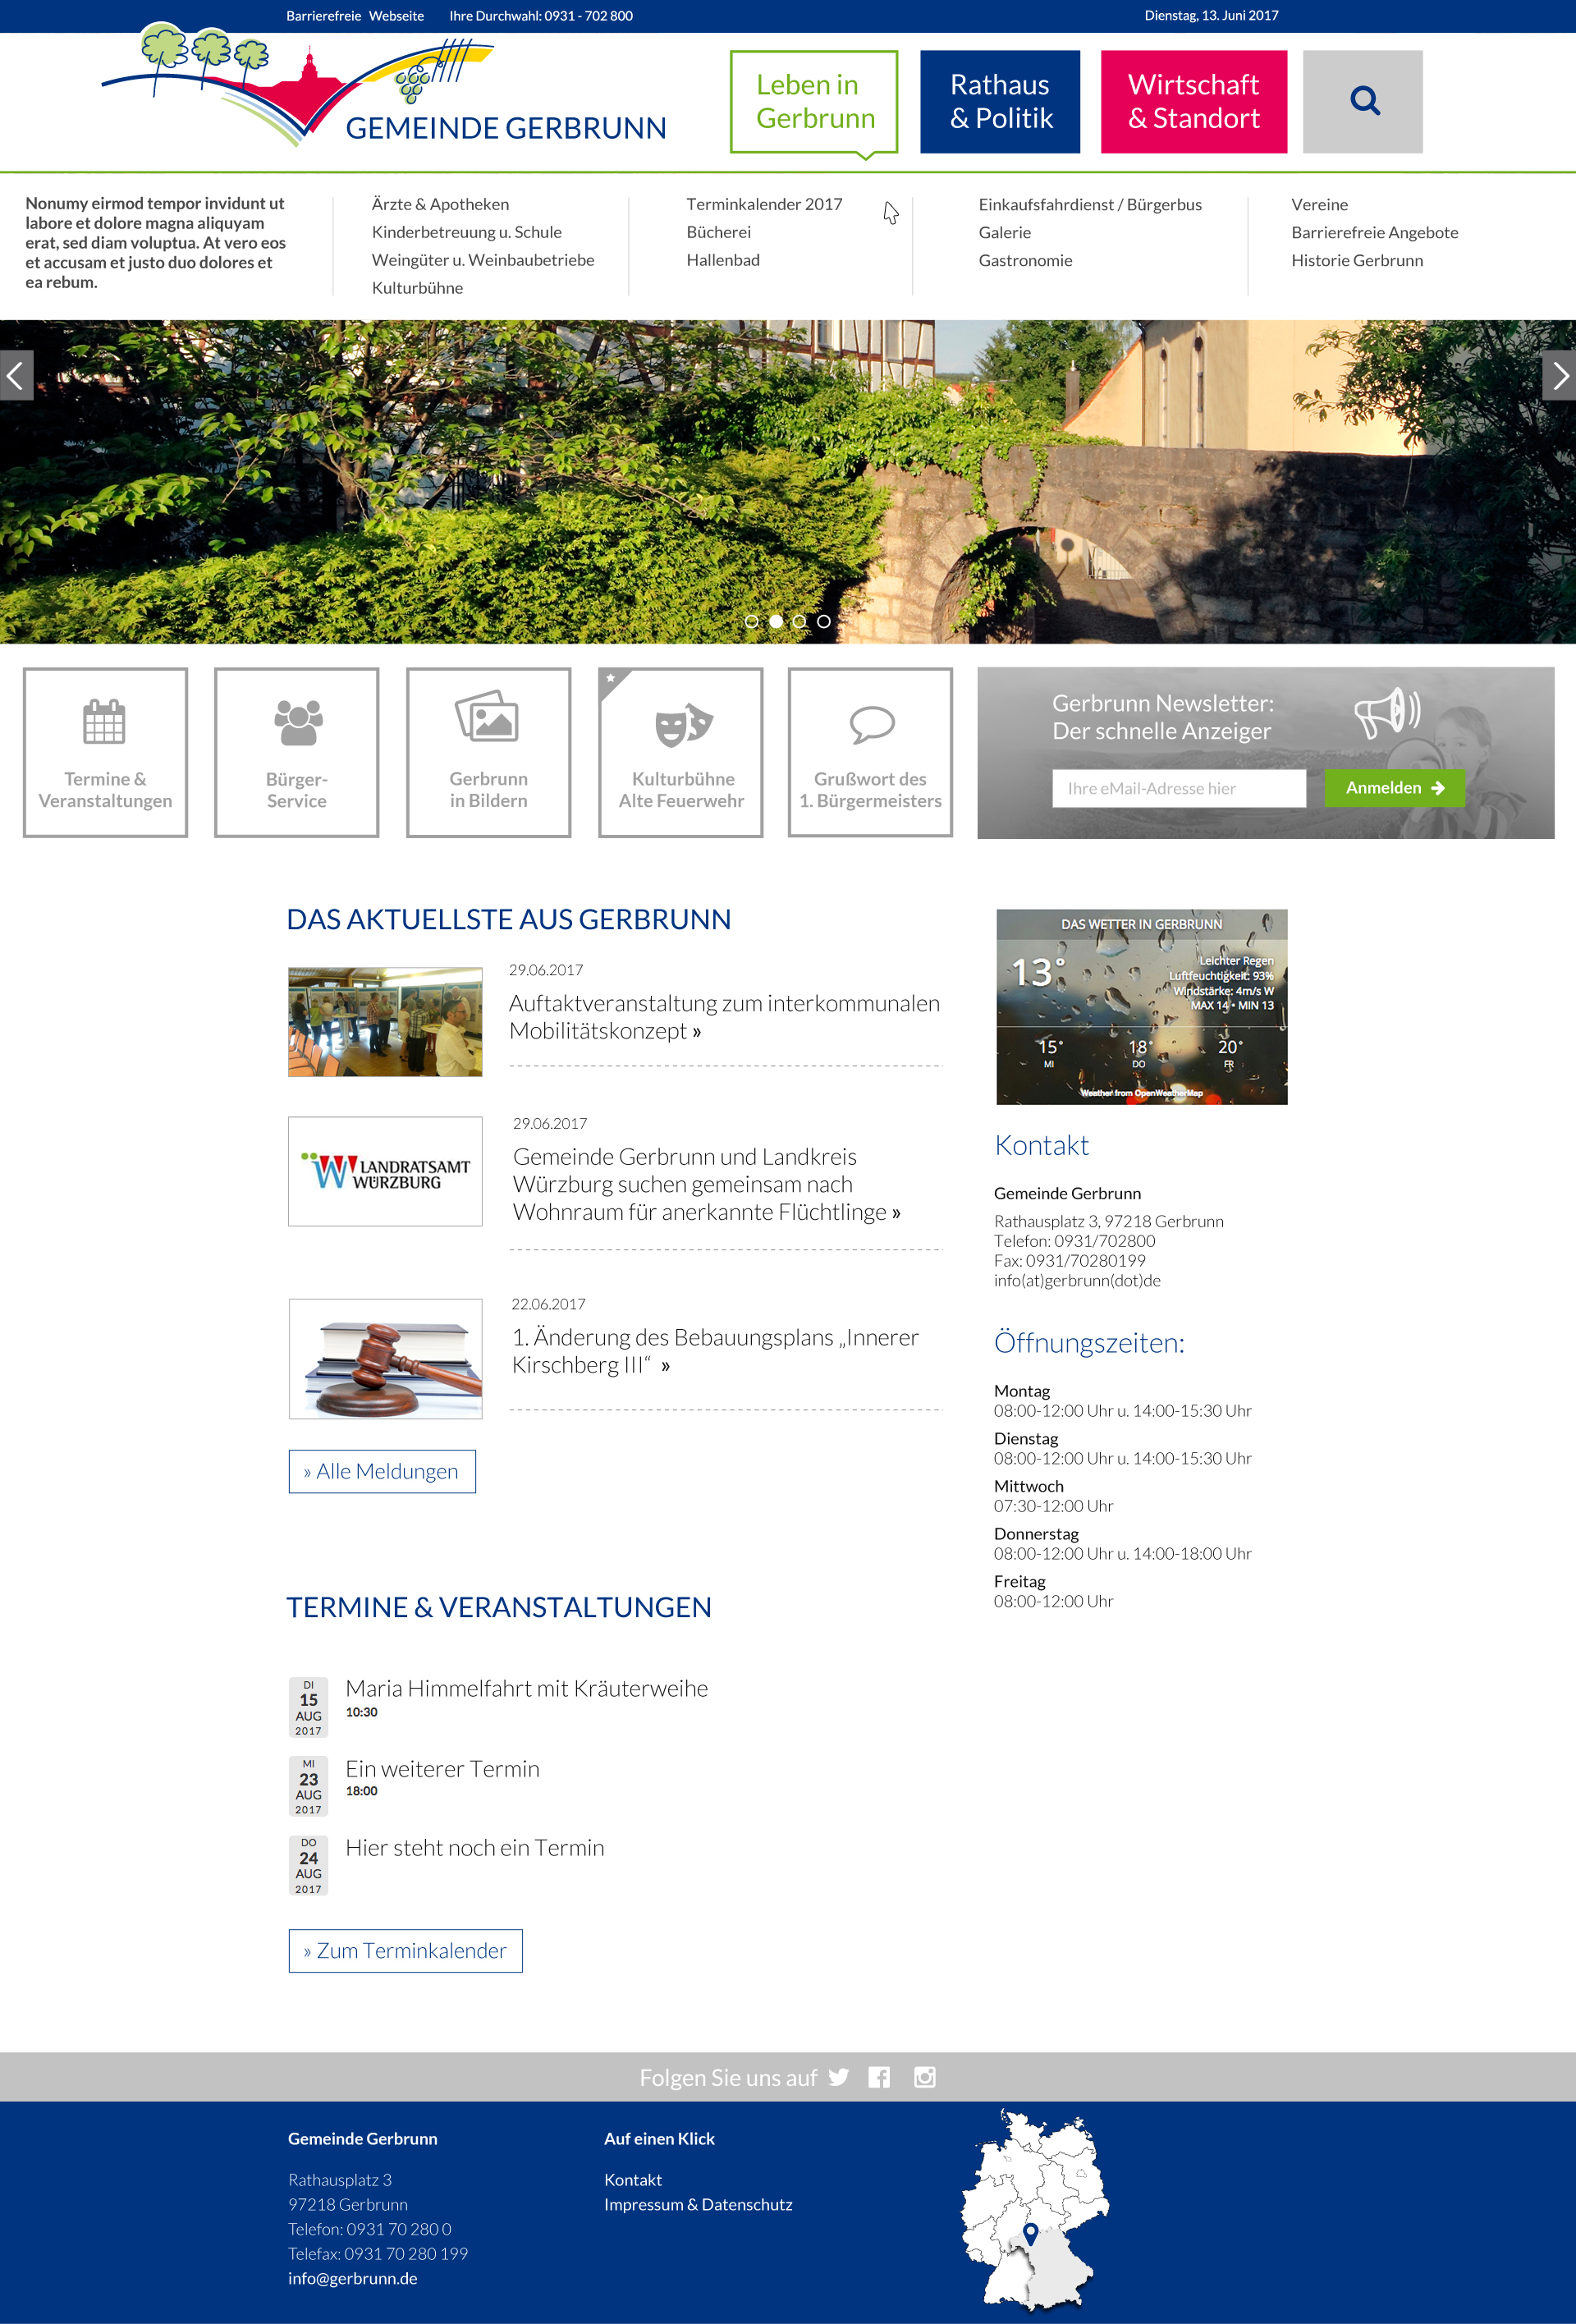 Barrierefreie Webseite Ihre Durchwahl: 0931 - 702 800 Dienstag, 13. Juni 2017
GEMEINDE GERBRUNN
Leben in
Gerbrunn
Rathaus
& Politik
Wirtschaft
& Standort
Nonumy eirmod tempor invidunt ut
labore et dolore magna aliquyam
erat, sed diam voluptua. At vero eos
et accusam et justo duo dolores et
ea rebum.
Ärzte & Apotheken
Kinderbetreuung u. Schule
Weingüter u. Weinbaubetriebe
Kulturbühne
Terminkalender 2017
Bücherei
Hallenbad
Einkaufsfahrdienst / Bürgerbus
Galerie
Gastronomie
Vereine
Barrierefreie Angebote
Historie Gerbrunn
Termine &
Veranstaltungen
Bürger-
Service
Gerbrunn
in Bildern
Kulturbühne
Alte Feuerwehr
Grußwort des
1. Bürgermeisters
Gerbrunn Newsletter:
Der schnelle Anzeiger
Ihre eMail-Adresse hier
Anmelden
DAS AKTUELLSTE AUS GERBRUNN
29.06.2017
Auftaktveranstaltung zum interkommunalen
Mobilitätskonzept »
LANDRATSAMT
WÜRZBURG
29.06.2017
Gemeinde Gerbrunn und Landkreis
Würzburg suchen gemeinsam nach
Wohnraum für anerkannte Flüchtlinge »
22.06.2017
1. Änderung des Bebauungsplans „Innerer
Kirschberg III“ »
» Alle Meldungen
TERMINE & VERANSTALTUNGEN
DI
15
AUG
2017
Maria Himmelfahrt mit Kräuterweihe
10:30
MI
23
AUG
2017
Ein weiterer Termin
18:00
DO
24
AUG
2017
Hier steht noch ein Termin
» Zum Terminkalender
DAS WETTER IN GERBRUNN
13°
Leichter Regen
Luftfeuchtigkeit: 93%
Windstärke: 4m/s W
MAX 14 • MIN 13
15° 18° 20°
MI DO FR
Weather from OpenWeatherMap
Kontakt
Gemeinde Gerbrunn
Rathausplatz 3, 97218 Gerbrunn
Telefon: 0931/702800
Fax: 0931/70280199
info(at)gerbrunn(dot)de
Öffnungszeiten:
Montag
08:00-12:00 Uhr u. 14:00-15:30 Uhr
Dienstag
08:00-12:00 Uhr u. 14:00-15:30 Uhr
Mittwoch
07:30-12:00 Uhr
Donnerstag
08:00-12:00 Uhr u. 14:00-18:00 Uhr
Freitag
08:00-12:00 Uhr
Folgen Sie uns auf
Gemeinde Gerbrunn
Rathausplatz 3
97218 Gerbrunn
Telefon: 0931 70 280 0
Telefax: 0931 70 280 199
info@gerbrunn.de
Auf einen Klick
Kontakt
Impressum & Datenschutz